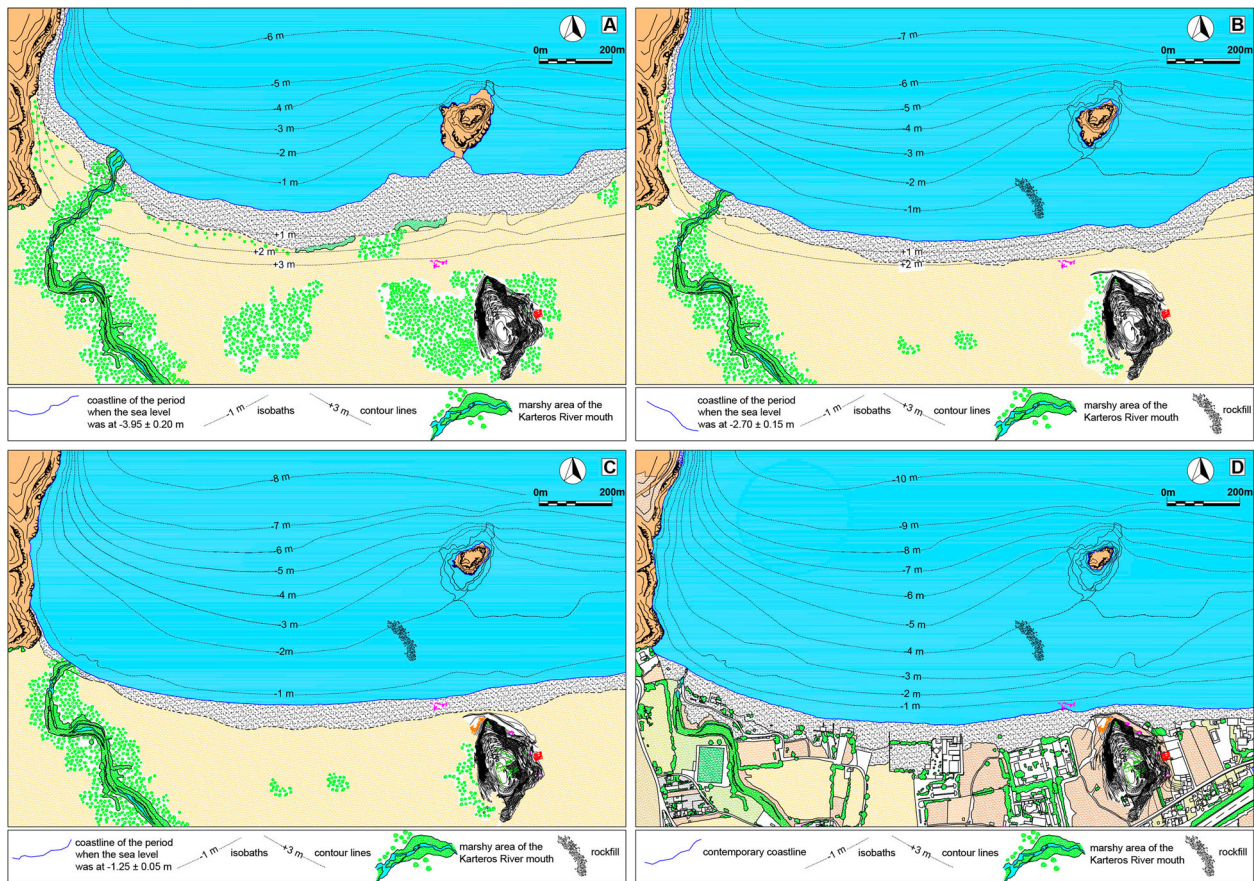 A
0m 200m
-6 m
-5 m
-4 m
-3 m
-2 m
-1 m
+1 m
+2 m
+3 m
coastline of the period
when the sea level
was at -3.95 ± 0.20 m
-1 m
isobaths
+3 m
contour lines
marshy area of the
Karteros River mouth
B
0m 200m
-7 m
-6 m
-5 m
-4 m
-3 m
-2 m
-1 m
+1 m
+2 m
coastline of the period
when the sea level
was at -2.70 ± 0.15 m
-1 m
isobaths
+3 m
contour lines
marshy area of the
Karteros River mouth
rockfill
C
0m 200m
-8 m
-7 m
-6 m
-5 m
-4 m
-3 m
-2m
-1 m
coastline of the period
when the sea level
was at -1.25 ± 0.05 m
-1 m
isobaths
+3 m
contour lines
marshy area of the
Karteros River mouth
rockfill
D
0m 200m
-10 m
-9 m
-8 m
-7 m
-5 m
-4 m
-3 m
-2 m
-1 m
contemporary coastline
-1 m
isobaths
+3 m
contour lines
marshy area of the
Karteros River mouth
rockfill